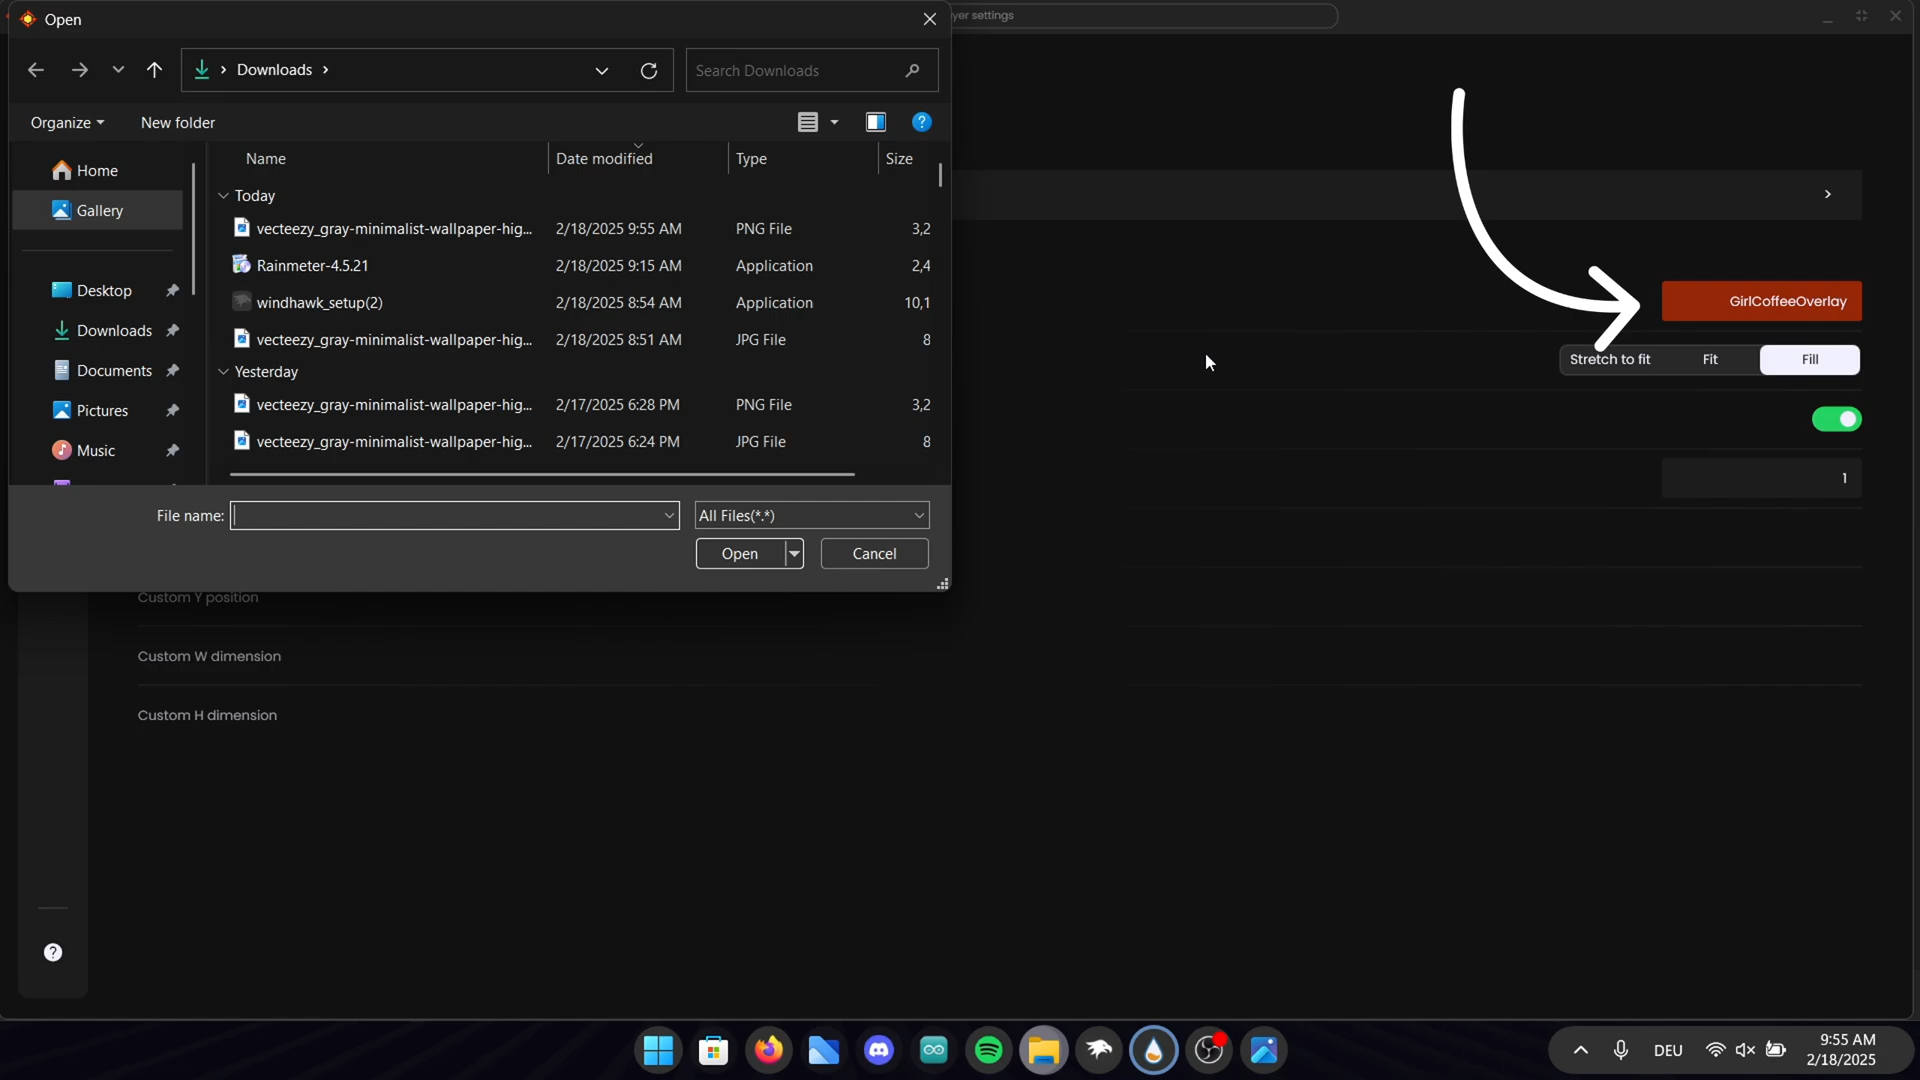 Open
yer settings
Downloads
Search Downloads
Organize
New folder
Name
Date modified
Type
Size
Home
Gallery
Desktop
Downloads
Documents
Pictures
Music
Today
vecteezy_gray-minimalist-wallpaper-hig... 2/18/2025 9:55 AM PNG File 3,2
Rainmeter-4.5.21 2/18/2025 9:15 AM Application 2,4
windhawk_setup(2) 2/18/2025 8:54 AM Application 10,1
vecteezy_gray-minimalist-wallpaper-hig... 2/18/2025 8:51 AM JPG File 8
Yesterday
vecteezy_gray-minimalist-wallpaper-hig... 2/17/2025 6:28 PM PNG File 3,2
vecteezy_gray-minimalist-wallpaper-hig... 2/17/2025 6:24 PM JPG File 8
File name:
All Files(*.*)
Open
Cancel
GirlCoffeeOverlay
Stretch to fit
Fit
Fill
1
Custom Y position
Custom W dimension
Custom H dimension
DEU
9:55 AM
2/18/2025